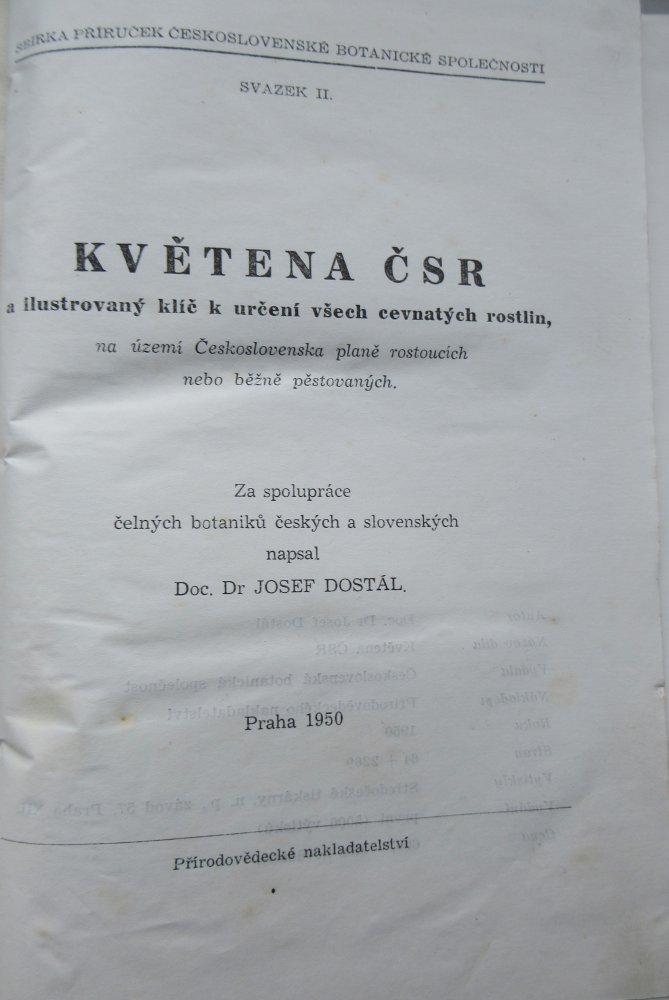 SBÍRKA PŘÍRUČEK ČESKOSLOVENSKÉ BOTANICKÉ SPOLEČNOSTI
SVAZEK II.
KVĚTENA ČSR
a ilustrovaný klíč k určení všech cevnatých rostlin,
na území Československa planě rostoucích
nebo běžně pěstovaných.
Za spolupráce
čelných botaniků českých a slovenských
napsal
Doc. Dr JOSEF DOSTÁL.
Praha 1950
Přírodovědecké nakladatelství